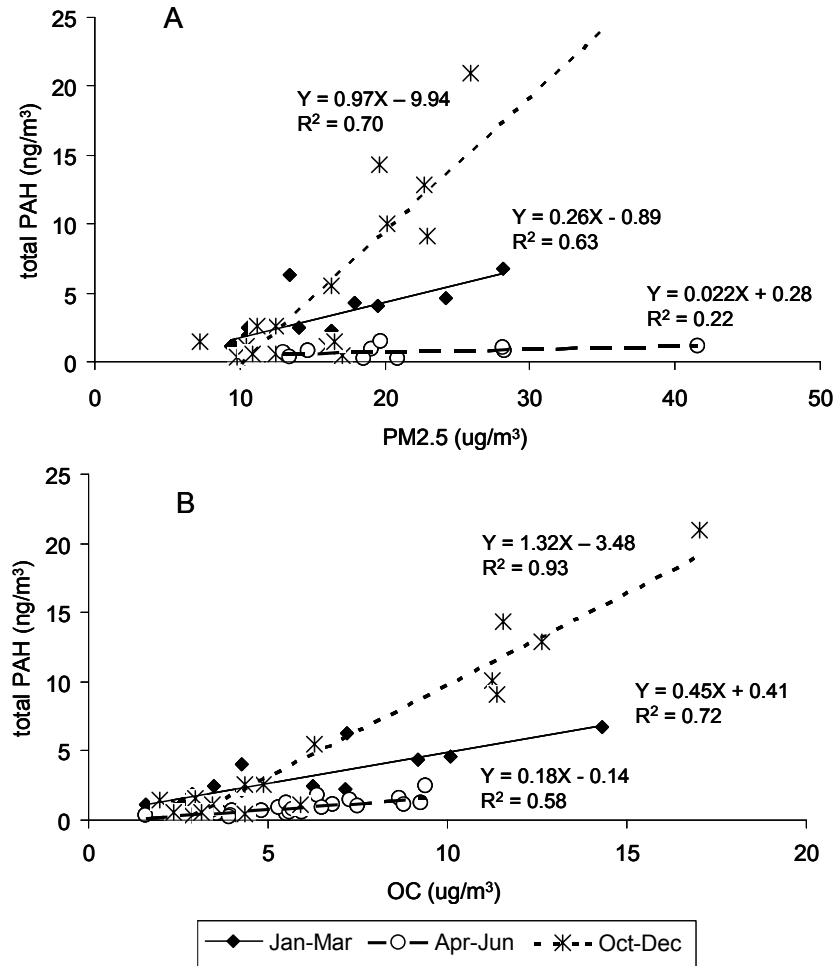 A
25
20
15
10
5
0
total PAH (ng/m³)
Y = 0.97X – 9.94
R² = 0.70
Y = 0.26X - 0.89
R² = 0.63
Y = 0.022X + 0.28
R² = 0.22
0 10 20 30 40 50
PM2.5 (ug/m³)
B
25
20
15
10
5
0
total PAH (ng/m³)
Y = 1.32X – 3.48
R² = 0.93
Y = 0.45X + 0.41
R² = 0.72
Y = 0.18X - 0.14
R² = 0.58
0 5 10 15 20
OC (ug/m³)
Jan-Mar Apr-Jun Oct-Dec